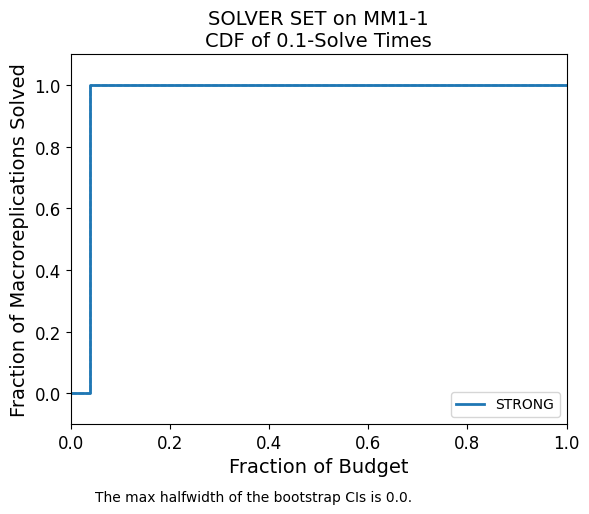 SOLVER SET on MM1-1
CDF of 0.1-Solve Times
Fraction of Macroreplications Solved
1.0
0.8
0.6
0.4
0.2
0.0
STRONG
0.0 0.2 0.4 0.6 0.8 1.0
Fraction of Budget
The max halfwidth of the bootstrap CIs is 0.0.